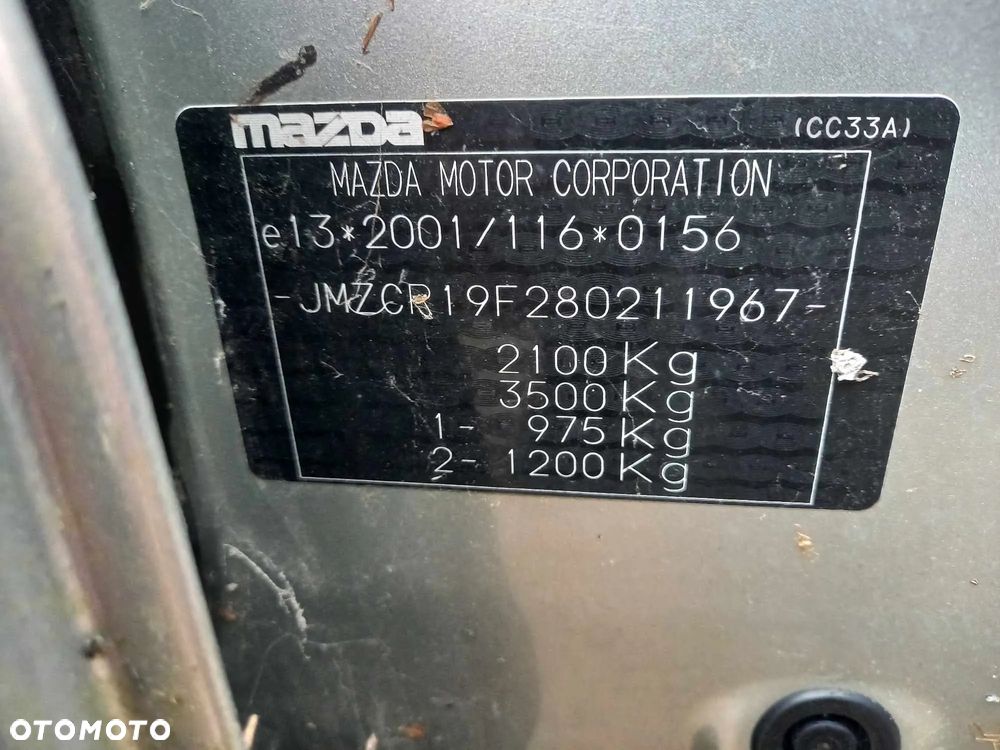 mazda
(CC33A)
MAZDA MOTOR CORPORATION
e13*2001/116*0156
-JMZCR19F280211967-
2100Kg
3500Kg
1- 975Kg
2- 1200Kg
OTOMOTO